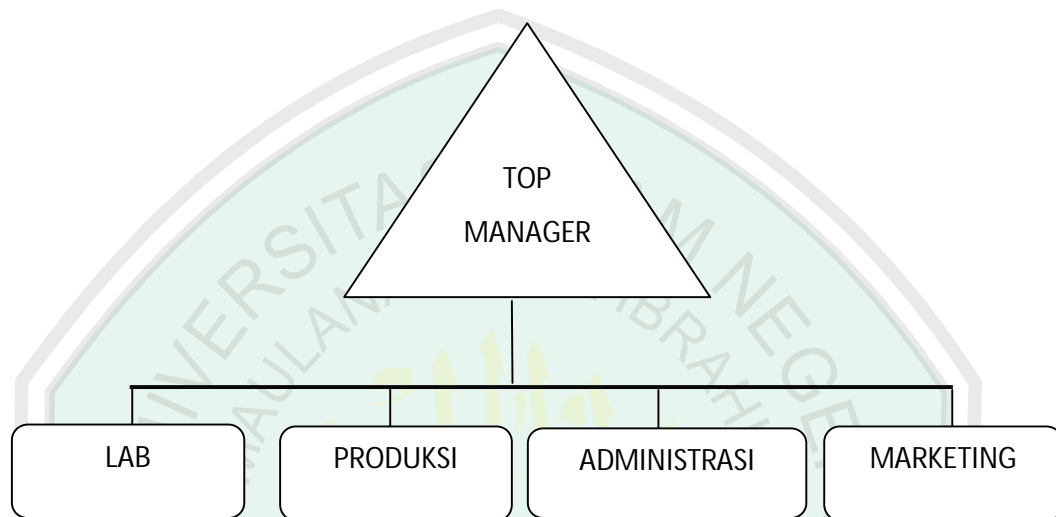 TOP
MANAGER
LAB
PRODUKSI
ADMINISTRASI
MARKETING